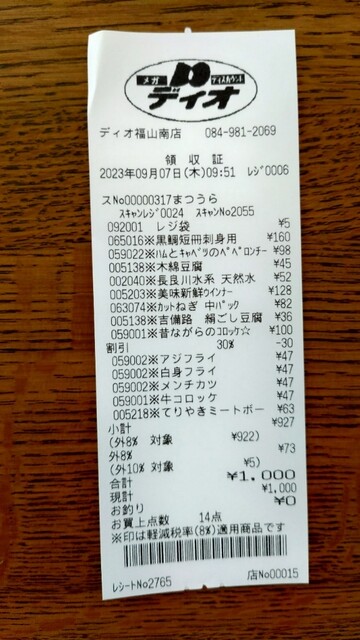 メガ ディスカウント
ディオ
ディオ福山南店 084-981-2069
領 収 証
2023年09月07日(木)09:51 レジ0006
スNo00000317まつうら
スキャンレジ0024 スキャンNo2055
092001 レジ袋 ¥5
065016※黒鯛短冊刺身用 ¥160
059022※ハムとキャベツのペペロンチー ¥98
005138※木綿豆腐 ¥45
002040※長良川水系 天然水 ¥52
005203※美味新鮮ウインナー ¥128
063074※カットねぎ 中パック ¥82
005138※吉備路 絹ごし豆腐 ¥36
059001※昔ながらのコロッケ☆ ¥100
割引 30% -30
059002※アジフライ ¥47
059002※白身フライ ¥47
059002※メンチカツ ¥47
059001※牛コロッケ ¥47
005218※てりやきミートボー ¥63
小計 ¥927
(外8% 対象 ¥922)
外8% ¥73
(外10% 対象 ¥5)
合計 ¥1,000
現計 ¥1,000
お釣り ¥0
お買上点数 14点
※印は軽減税率(8%)適用商品です
レシートNo2765 店No00015